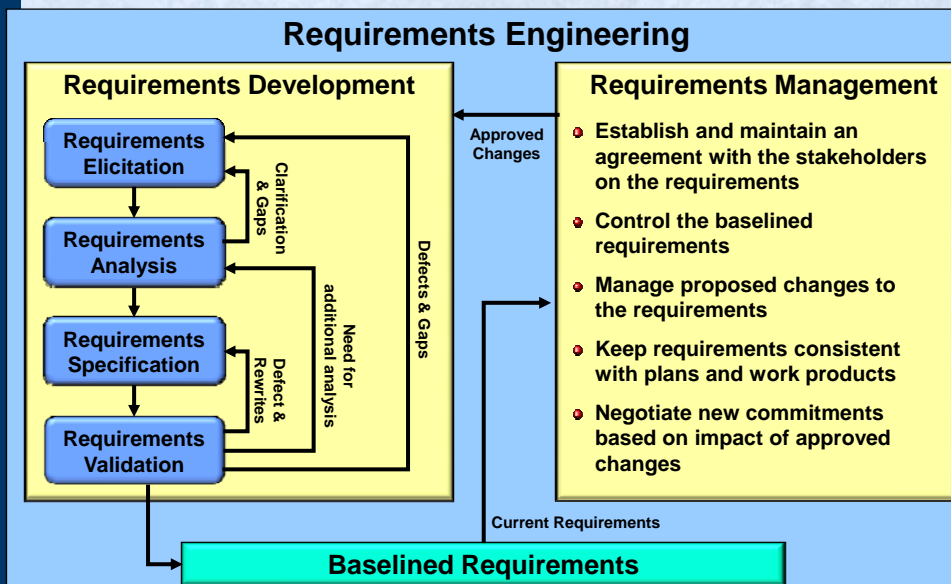 Requirements Engineering
Requirements Development
Requirements
Elicitation
Requirements
Analysis
Requirements
Specification
Requirements
Validation
Clarification
& Gaps
Defect &
Rewrites
Need for
additional analysis
Defects & Gaps
Approved
Changes
Requirements Management
Establish and maintain an
agreement with the stakeholders
on the requirements
Control the baselined
requirements
Manage proposed changes to
the requirements
Keep requirements consistent
with plans and work products
Negotiate new commitments
based on impact of approved
changes
Current Requirements
Baselined Requirements